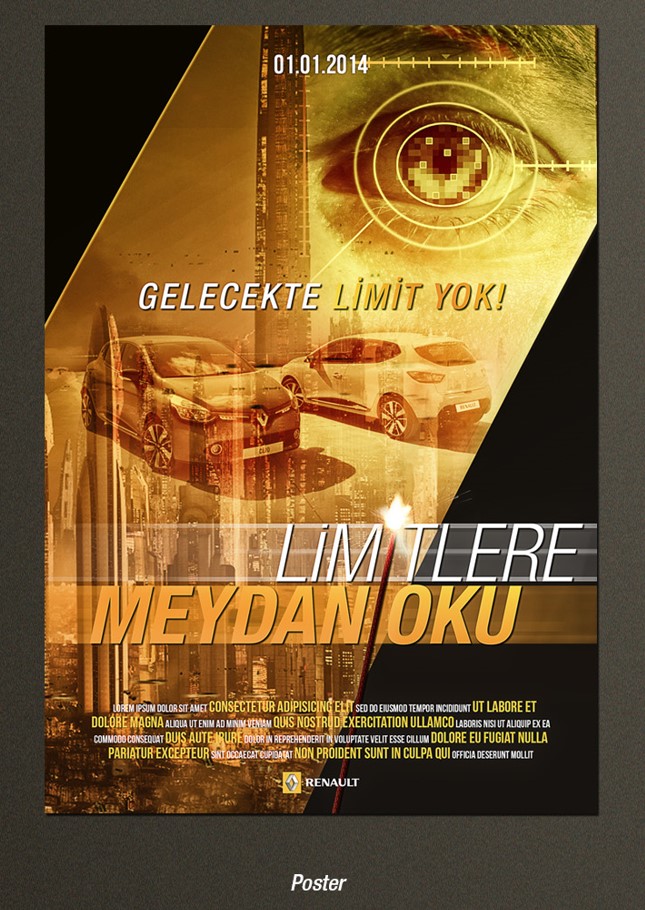 01.01.2014
GELECEKTE LİMİT YOK!
CLIO
RENAULT
LİMİTLERE
MEYDAN OKU
LOREM IPSUM DOLOR SIT AMET CONSECTETUR ADIPISICING ELIT SED DO EIUSMOD TEMPOR INCIDIDUNT UT LABORE ET
DOLORE MAGNA ALIQUA UT ENIM AD MINIM VENIAM QUIS NOSTRUD EXERCITATION ULLAMCO LABORIS NISI UT ALIQUIP EX EA
COMMODO CONSEQUAT DUIS AUTE IRURE DOLOR IN REPREHENDERIT IN VOLUPTATE VELIT ESSE CILLUM DOLORE EU FUGIAT NULLA
PARIATUR EXCEPTEUR SINT OCCAECAT CUPIDATAT NON PROIDENT SUNT IN CULPA QUI OFFICIA DESERUNT MOLLIT
RENAULT
Poster